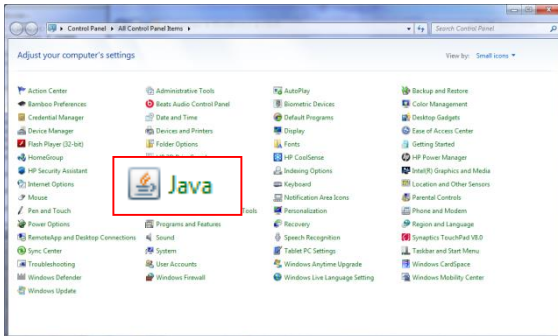 Control Panel ▸ All Control Panel Items ▸
Search Control Panel
Adjust your computer's settings
View by: Small icons
Action Center
Administrative Tools
AutoPlay
Backup and Restore
Bamboo Preferences
Beats Audio Control Panel
Biometric Devices
Color Management
Credential Manager
Date and Time
Default Programs
Desktop Gadgets
Device Manager
Devices and Printers
Display
Ease of Access Center
Flash Player (32-bit)
Folder Options
Fonts
Getting Started
HomeGroup
HP CoolSense
HP Power Manager
HP Security Assistant
Java
Indexing Options
Intel(R) Graphics and Media
Internet Options
Keyboard
Location and Other Sensors
Mouse
Notification Area Icons
Parental Controls
Pen and Touch
Tools
Personalization
Phone and Modem
Power Options
Programs and Features
Recovery
Region and Language
RemoteApp and Desktop Connections
Sound
Speech Recognition
Synaptics TouchPad V8.0
Sync Center
System
Tablet PC Settings
Taskbar and Start Menu
Troubleshooting
User Accounts
Windows Anytime Upgrade
Windows CardSpace
Windows Defender
Windows Firewall
Windows Live Language Setting
Windows Mobility Center
Windows Update